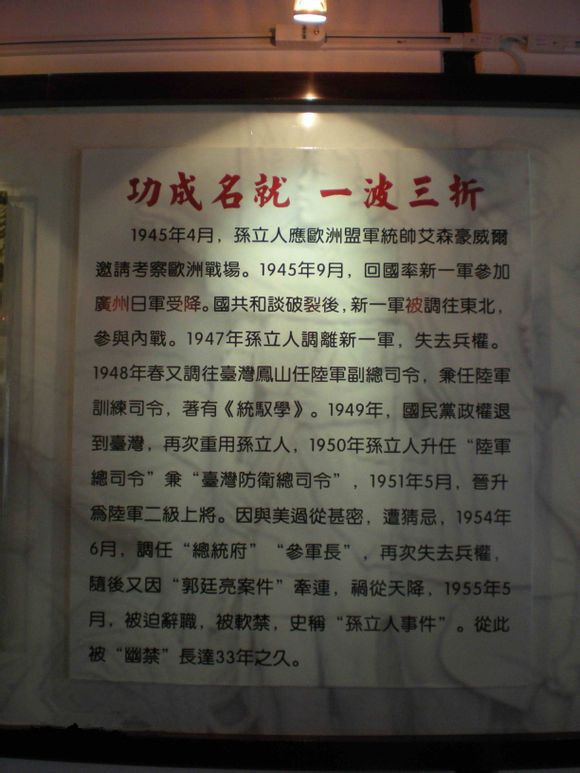 功成名就 一波三折
1945年4月，孫立人應歐洲盟軍統帥艾森豪威爾
邀請考察歐洲戰場。1945年9月，回國率新一軍參加
廣州日軍受降。國共和談破裂後，新一軍被調往東北，
參與內戰。1947年孫立人調離新一軍，失去兵權。
1948年春又調往臺灣鳳山任陸軍副總司令，兼任陸軍
訓練司令，著有《統馭學》。1949年，國民黨政權退
到臺灣，再次重用孫立人，1950年孫立人升任“陸軍
總司令”兼“臺灣防衛總司令”，1951年5月，晉升
爲陸軍二級上將。因與美過從甚密，遭猜忌，1954年
6月，調任“總統府”“參軍長”，再次失去兵權，
隨後又因“郭廷亮案件”牽連，禍從天降，1955年5
月，被迫辭職，被軟禁，史稱“孫立人事件”。從此
被“幽禁”長達33年之久。